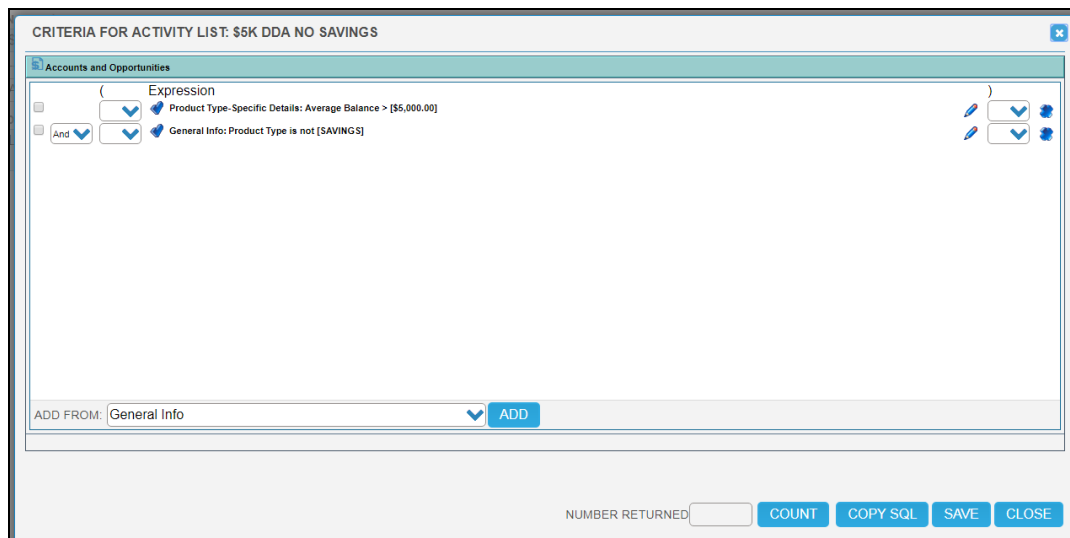 CRITERIA FOR ACTIVITY LIST: $5K DDA NO SAVINGS
Accounts and Opportunities
( Expression )
Product Type-Specific Details: Average Balance > [$5,000.00]
And General Info: Product Type is not [SAVINGS]
ADD FROM: General Info ADD
NUMBER RETURNED COUNT COPY SQL SAVE CLOSE